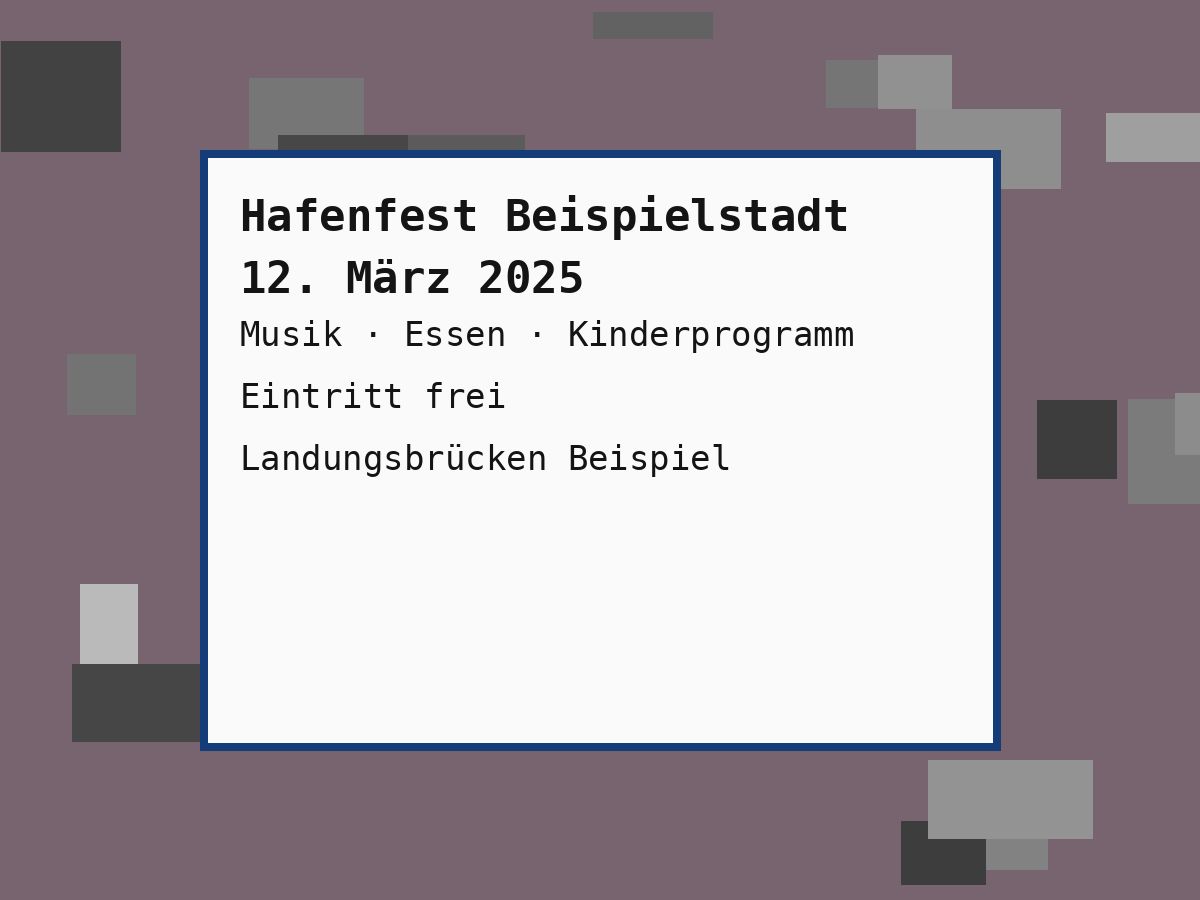 Hafenfest Beispielstadt
12. März 2025
Musik · Essen · Kinderprogramm
Eintritt frei
Landungsbrücken Beispiel